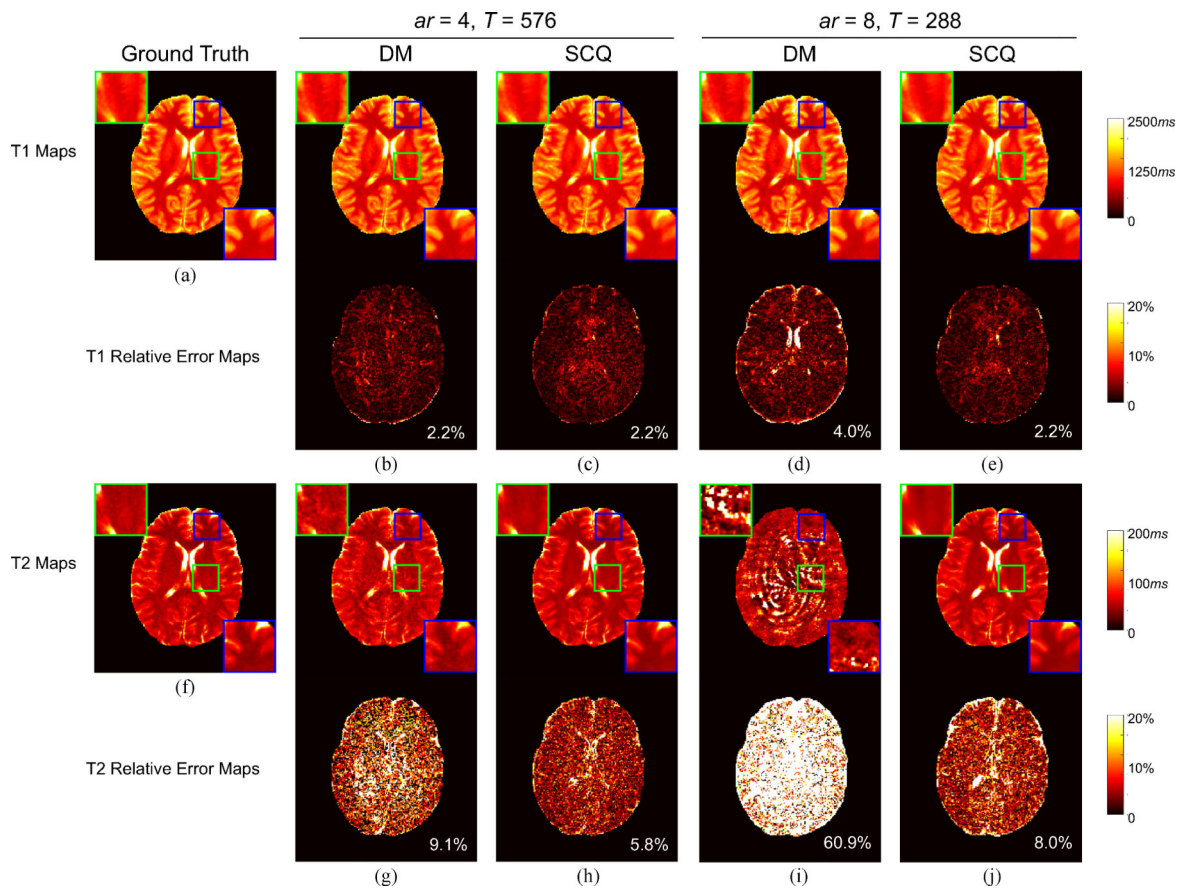 ar = 4, T = 576
ar = 8, T = 288
Ground Truth
DM
SCQ
DM
SCQ
T1 Maps
2500ms
1250ms
0
(a)
T1 Relative Error Maps
20%
10%
0
2.2%
2.2%
4.0%
2.2%
(b)
(c)
(d)
(e)
T2 Maps
200ms
100ms
0
(f)
T2 Relative Error Maps
20%
10%
0
9.1%
5.8%
60.9%
8.0%
(g)
(h)
(i)
(j)